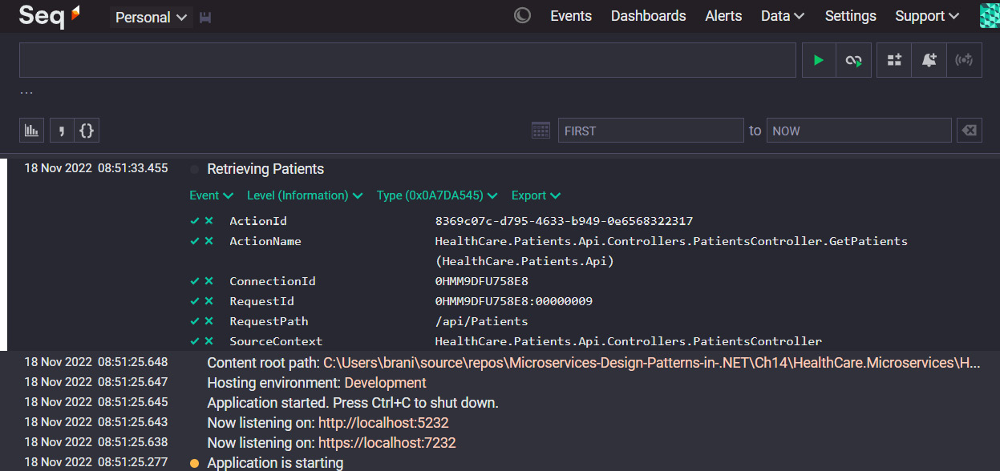 Seq Personal Events Dashboards Alerts Data Settings Support
...
FIRST to NOW
18 Nov 2022 08:51:33.455 Retrieving Patients
Event Level (Information) Type (0x0A7DA545) Export
ActionId 8369c07c-d795-4633-b949-0e6568322317
ActionName HealthCare.Patients.Api.Controllers.PatientsController.GetPatients
(HealthCare.Patients.Api)
ConnectionId 0HMM9DFU758E8
RequestId 0HMM9DFU758E8:00000009
RequestPath /api/Patients
SourceContext HealthCare.Patients.Api.Controllers.PatientsController
18 Nov 2022 08:51:25.648 Content root path: C:\Users\brani\source\repos\Microservices-Design-Patterns-in-.NET\Ch14\HealthCare.Microservices\H...
18 Nov 2022 08:51:25.647 Hosting environment: Development
18 Nov 2022 08:51:25.645 Application started. Press Ctrl+C to shut down.
18 Nov 2022 08:51:25.643 Now listening on: http://localhost:5232
18 Nov 2022 08:51:25.638 Now listening on: https://localhost:7232
18 Nov 2022 08:51:25.277 Application is starting